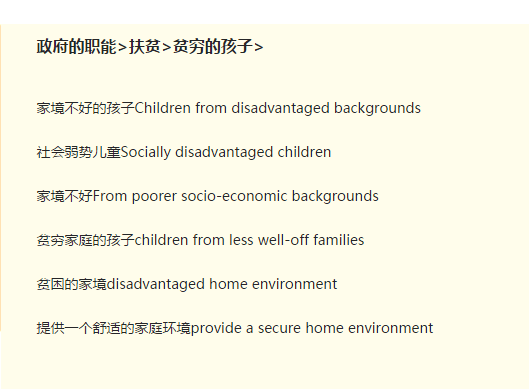 政府的职能>扶贫>贫穷的孩子>
家境不好的孩子Children from disadvantaged backgrounds
社会弱势儿童Socially disadvantaged children
家境不好From poorer socio-economic backgrounds
贫穷家庭的孩子children from less well-off families
贫困的家境disadvantaged home environment
提供一个舒适的家庭环境provide a secure home environment